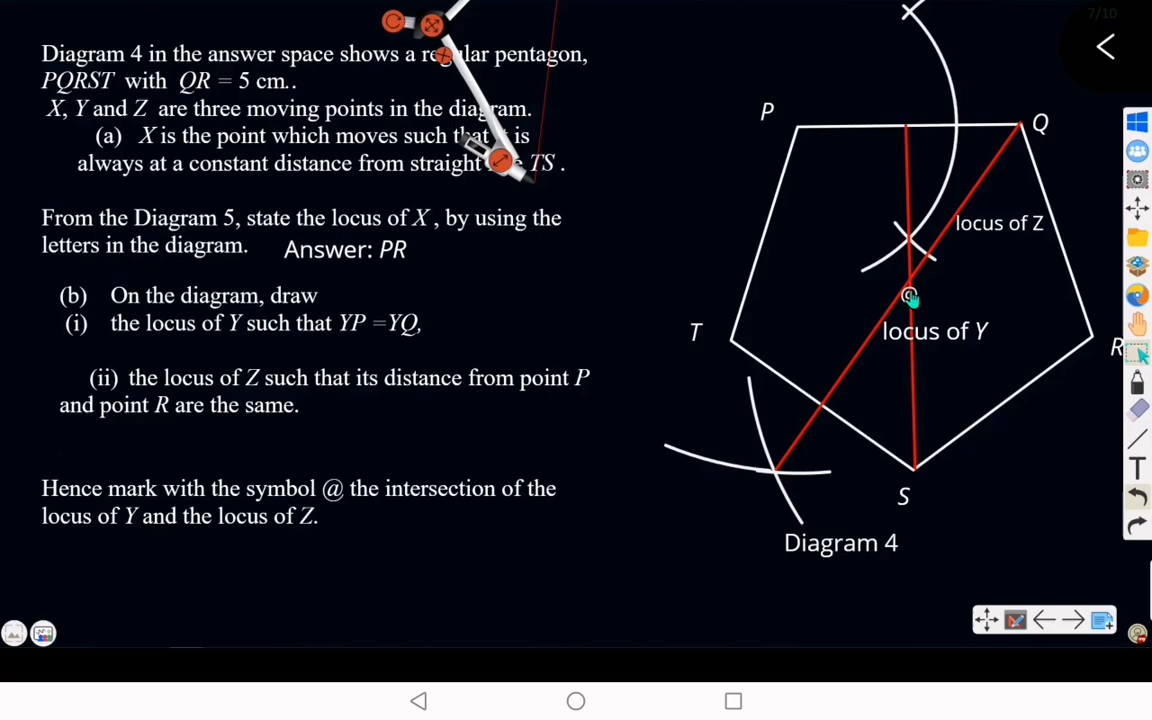 7/10
Diagram 4 in the answer space shows a regular pentagon,
PQRST with QR = 5 cm..
X, Y and Z are three moving points in the diagram.
(a) X is the point which moves such that is
always at a constant distance from straight TS .
From the Diagram 5, state the locus of X , by using the
letters in the diagram. Answer: PR
(b) On the diagram, draw
(i) the locus of Y such that YP =YQ,
(ii) the locus of Z such that its distance from point P
and point R are the same.
Hence mark with the symbol @ the intersection of the
locus of Y and the locus of Z.
P
Q
locus of Z
@
locus of Y
T
R
S
Diagram 4
T